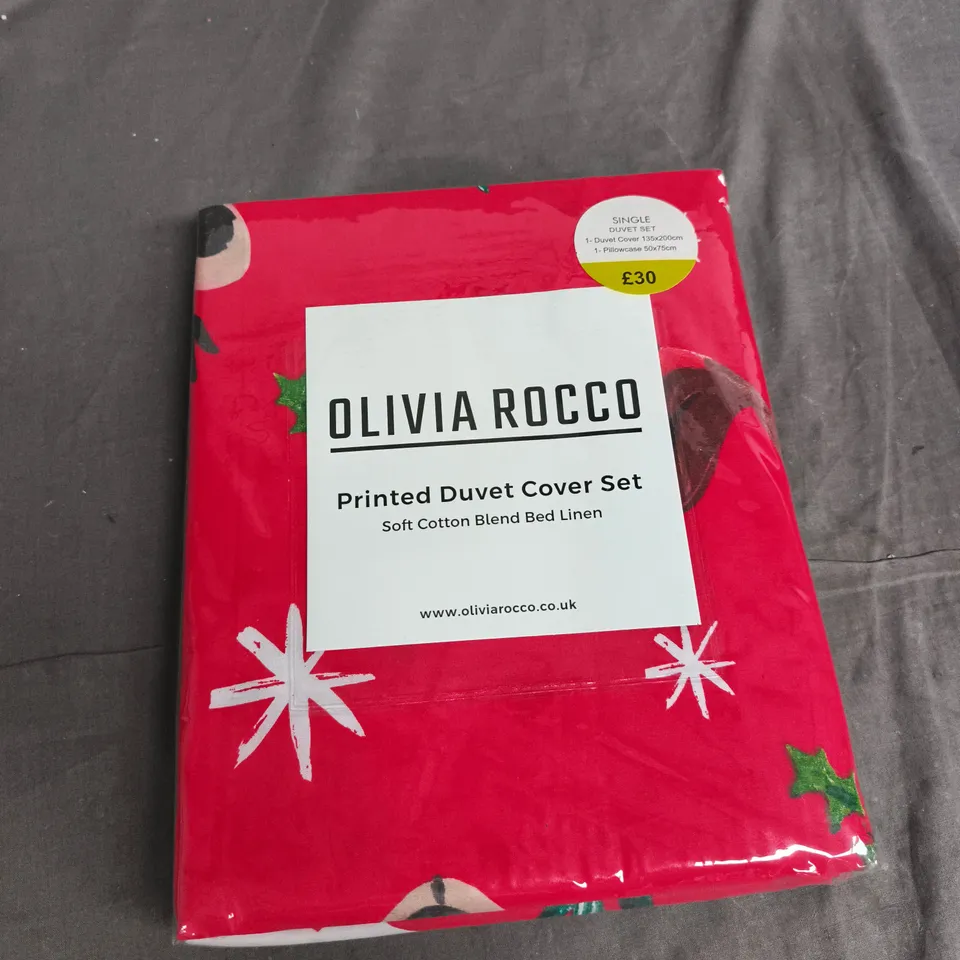 SINGLE
DUVET SET
1- Duvet Cover 135x200cm
1- Pillowcase 50x75cm
£30
OLIVIA ROCCO
Printed Duvet Cover Set
Soft Cotton Blend Bed Linen
www.oliviarocco.co.uk